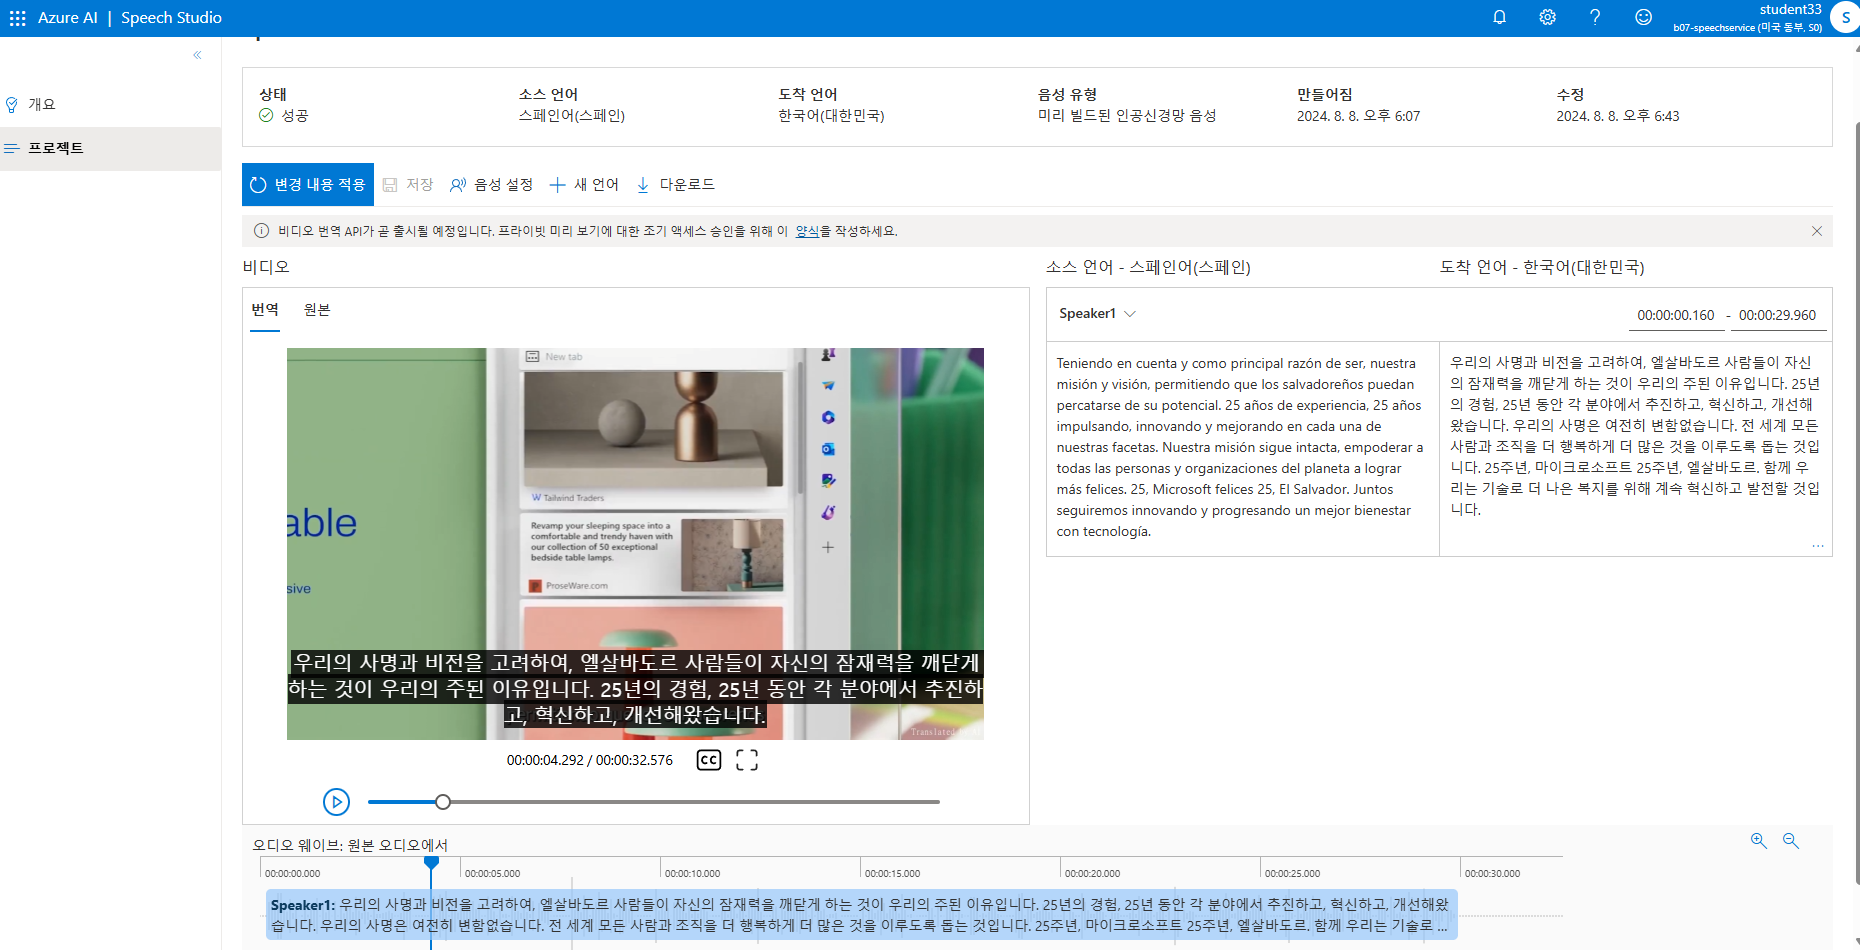 Azure AI | Speech Studio
student33
b07-speechservice (미국 동부, S0)
S
개요
프로젝트
상태
성공
소스 언어
스페인어(스페인)
도착 언어
한국어(대한민국)
음성 유형
미리 빌드된 인공신경망 음성
만들어짐
2024. 8. 8. 오후 6:07
수정
2024. 8. 8. 오후 6:43
변경 내용 적용
저장
음성 설정
새 언어
다운로드
비디오 번역 API가 곧 출시될 예정입니다. 프라이빗 미리 보기에 대한 조기 액세스 승인을 위해 이 양식을 작성하세요.
비디오
번역
원본
New tab
Tailwind Traders
Revamp your sleeping space into a
comfortable and trendy haven with
our collection of 50 exceptional
bedside table lamps.
ProseWare.com
able
sive
우리의 사명과 비전을 고려하여, 엘살바도르 사람들이 자신의 잠재력을 깨닫게
하는 것이 우리의 주된 이유입니다. 25년의 경험, 25년 동안 각 분야에서 추진하
고, 혁신하고, 개선해왔습니다.
Translated
00:00:04.292 / 00:00:32.576
CC
소스 언어 - 스페인어(스페인)
도착 언어 - 한국어(대한민국)
Speaker1
00:00:00.160 - 00:00:29.960
Teniendo en cuenta y como principal razón de ser, nuestra
misión y visión, permitiendo que los salvadoreños puedan
percatarse de su potencial. 25 años de experiencia, 25 años
impulsando, innovando y mejorando en cada una de
nuestras facetas. Nuestra misión sigue intacta, empoderar a
todas las personas y organizaciones del planeta a lograr
más felices. 25, Microsoft felices 25, El Salvador. Juntos
seguiremos innovando y progresando un mejor bienestar
con tecnología.
우리의 사명과 비전을 고려하여, 엘살바도르 사람들이 자신
의 잠재력을 깨닫게 하는 것이 우리의 주된 이유입니다. 25년
의 경험, 25년 동안 각 분야에서 추진하고, 혁신하고, 개선해
왔습니다. 우리의 사명은 여전히 변함없습니다. 전 세계 모든
사람과 조직을 더 행복하게 더 많은 것을 이루도록 돕는 것입
니다. 25주년, 마이크로소프트 25주년, 엘살바도르. 함께 우
리는 기술로 더 나은 복지를 위해 계속 혁신하고 발전할 것입
니다.
...
오디오 웨이브: 원본 오디오에서
00:00:00.000
00:00:05.000
00:00:10.000
00:00:15.000
00:00:20.000
00:00:25.000
00:00:30.000
Speaker1: 우리의 사명과 비전을 고려하여, 엘살바도르 사람들이 자신의 잠재력을 깨닫게 하는 것이 우리의 주된 이유입니다. 25년의 경험, 25년 동안 각 분야에서 추진하고, 혁신하고, 개선해왔
습니다. 우리의 사명은 여전히 변함없습니다. 전 세계 모든 사람과 조직을 더 행복하게 더 많은 것을 이루도록 돕는 것입니다. 25주년, 마이크로소프트 25주년, 엘살바도르. 함께 우리는 기술로 ...